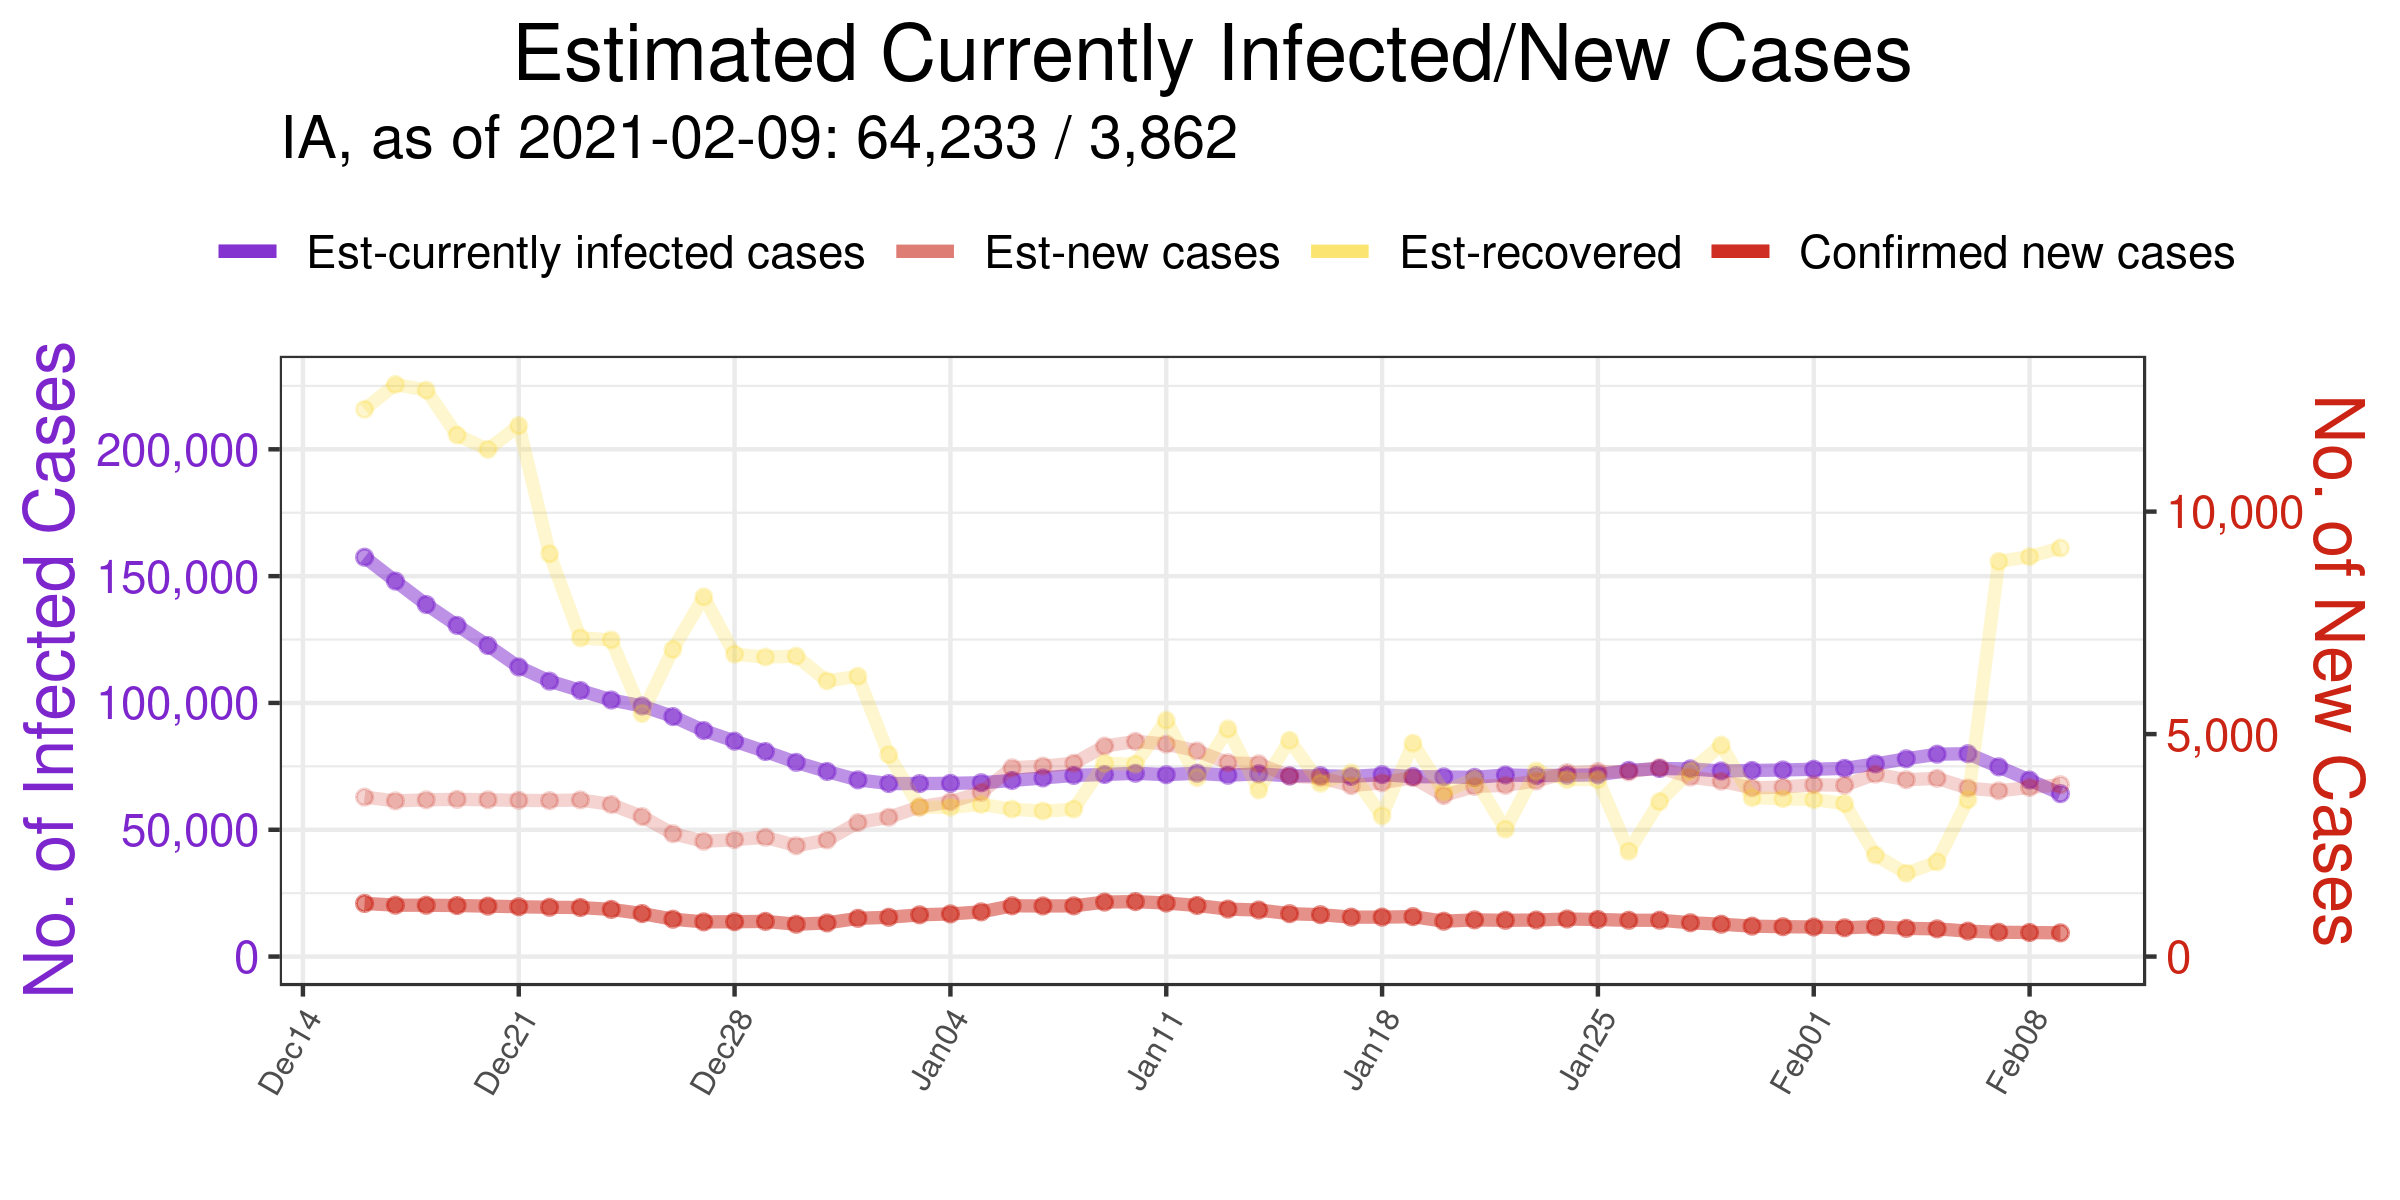 Estimated Currently Infected/New Cases
IA, as of 2021-02-09: 64,233 / 3,862
Est-currently infected cases Est-new cases Est-recovered Confirmed new cases
No. of Infected Cases
200,000
150,000
100,000
50,000
0
No. of New Cases
10,000
5,000
0
Dec14 Dec21 Dec28 Jan04 Jan11 Jan18 Jan25 Feb01 Feb08